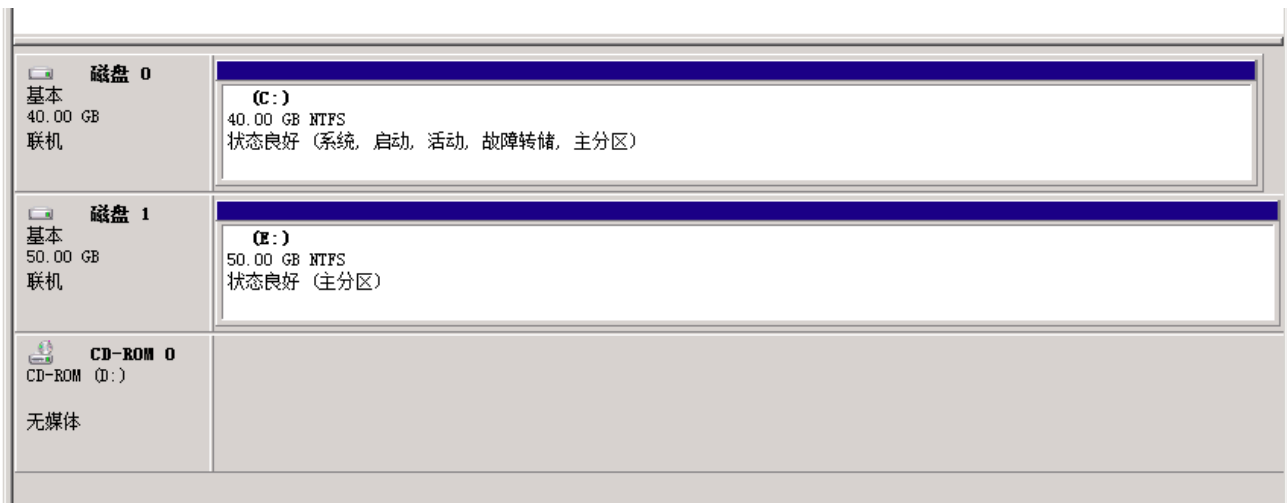 磁盘 0
基本
40.00 GB
联机
(C:)
40.00 GB NTFS
状态良好 (系统, 启动, 活动, 故障转储, 主分区)
磁盘 1
基本
50.00 GB
联机
(E:)
50.00 GB NTFS
状态良好 (主分区)
CD-ROM 0
CD-ROM (D:)
无媒体